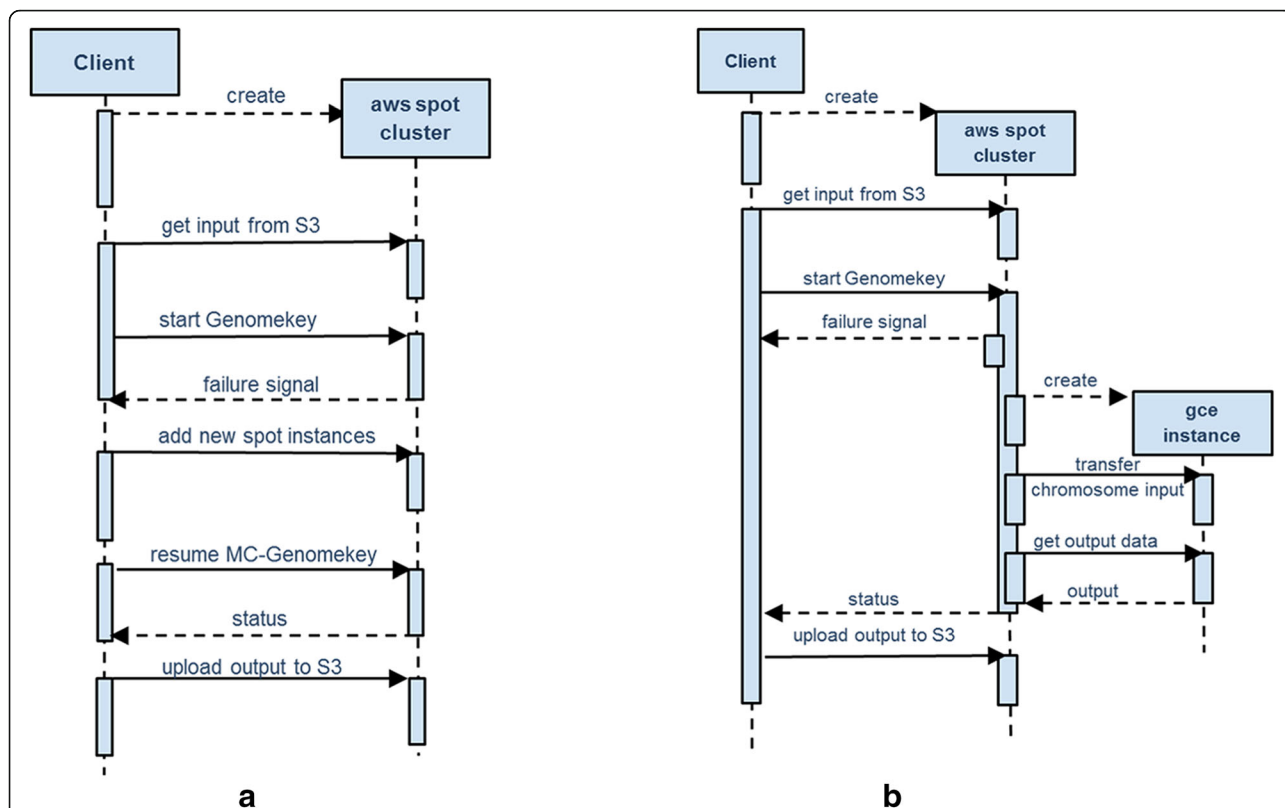 Client
create
aws spot
cluster
get input from S3
start Genomekey
failure signal
add new spot instances
resume MC-Genomekey
status
upload output to S3
a
Client
create
aws spot
cluster
get input from S3
start Genomekey
failure signal
create
gce
instance
transfer
chromosome input
get output data
output
status
upload output to S3
b